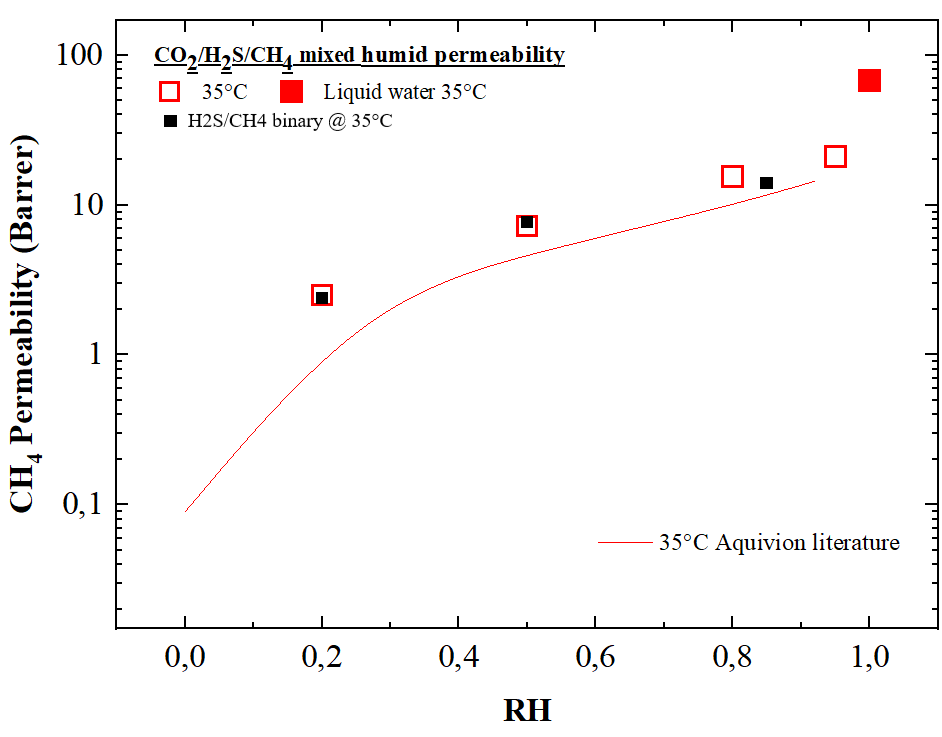 CO2/H2S/CH4 mixed humid permeability
35°C Liquid water 35°C
H2S/CH4 binary @ 35°C
100
10
1
0,1
CH4 Permeability (Barrer)
35°C Aquivion literature
0,0 0,2 0,4 0,6 0,8 1,0
RH